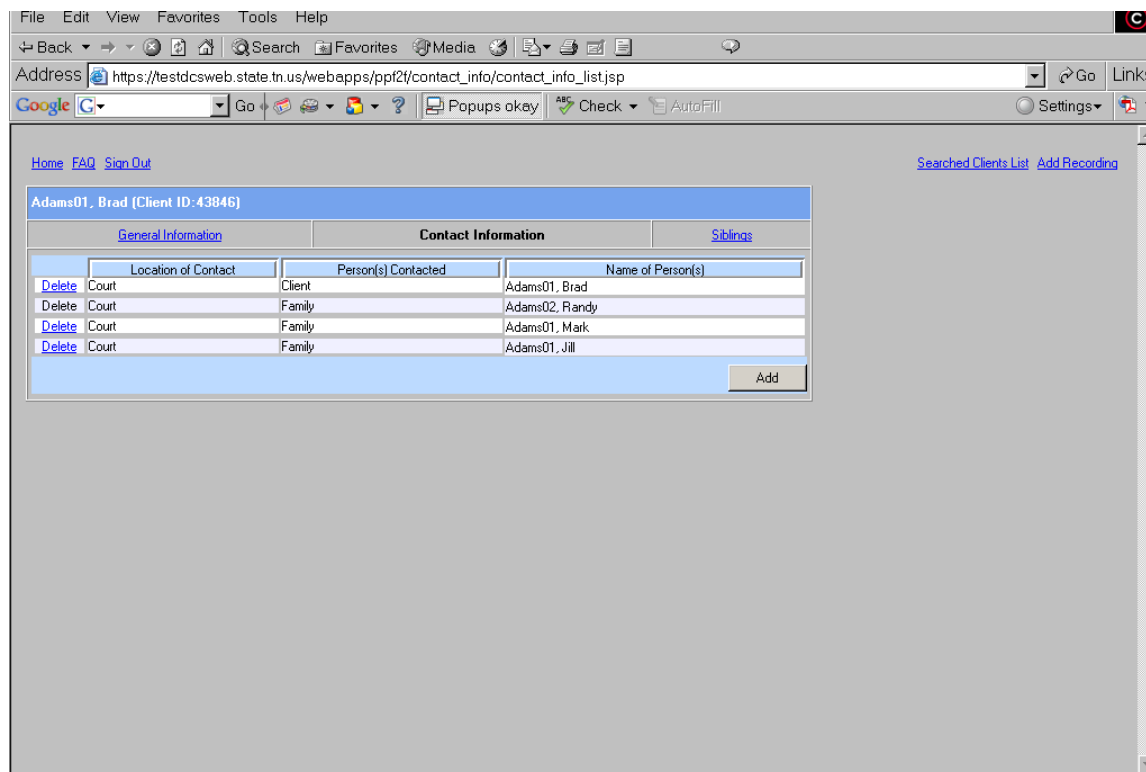 File Edit View Favorites Tools Help
Back Search Favorites Media
Address https://testdcsweb.state.tn.us/webapps/ppf2f/contact_info/contact_info_list.jsp Go Links
Google G Go Popups okay ABC Check AutoFill Settings
Home FAQ Sign Out Searched Clients List Add Recording
Adams01, Brad (Client ID:43846)
General Information Contact Information Siblings
Location of Contact Person(s) Contacted Name of Person(s)
Delete Court Client Adams01, Brad
Delete Court Family Adams02, Randy
Delete Court Family Adams01, Mark
Delete Court Family Adams01, Jill
Add